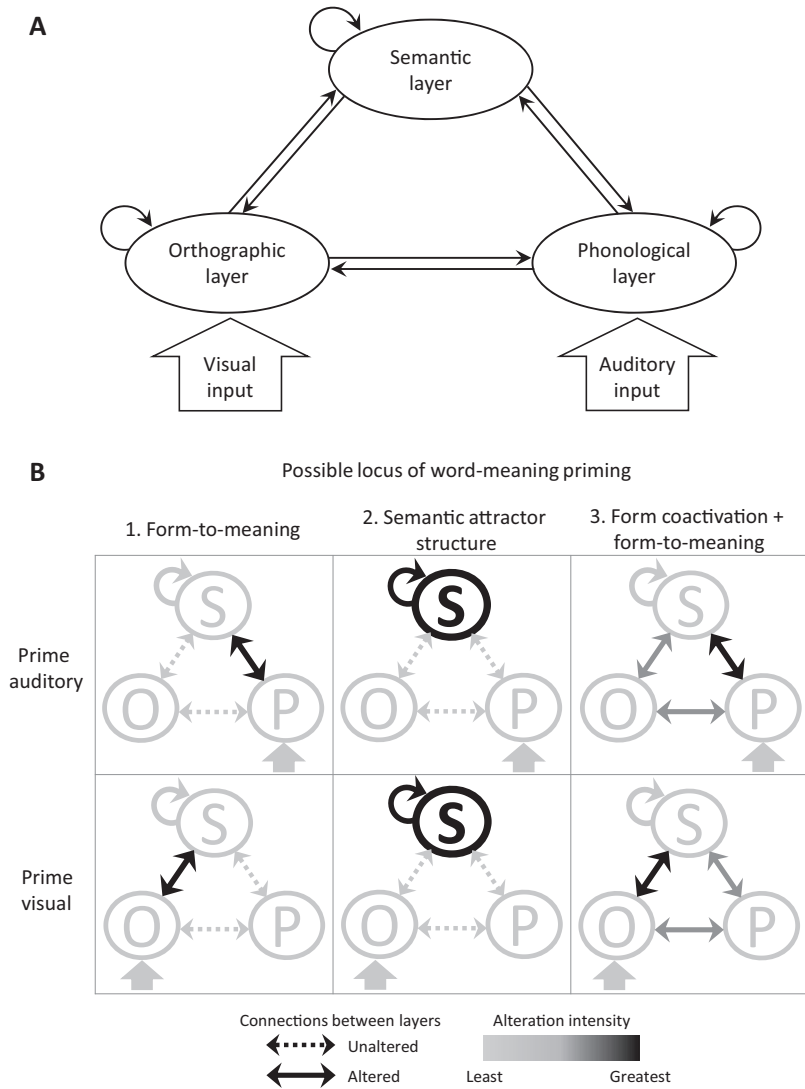 A
Semantic
layer
Orthographic
layer
Phonological
layer
Visual
input
Auditory
input
B
Possible locus of word-meaning priming
1. Form-to-meaning
2. Semantic attractor
structure
3. Form coactivation +
form-to-meaning
Prime
auditory
S
O
P
S
O
P
S
O
P
Prime
visual
S
O
P
S
O
P
S
O
P
Connections between layers
Unaltered
Altered
Alteration intensity
Least
Greatest